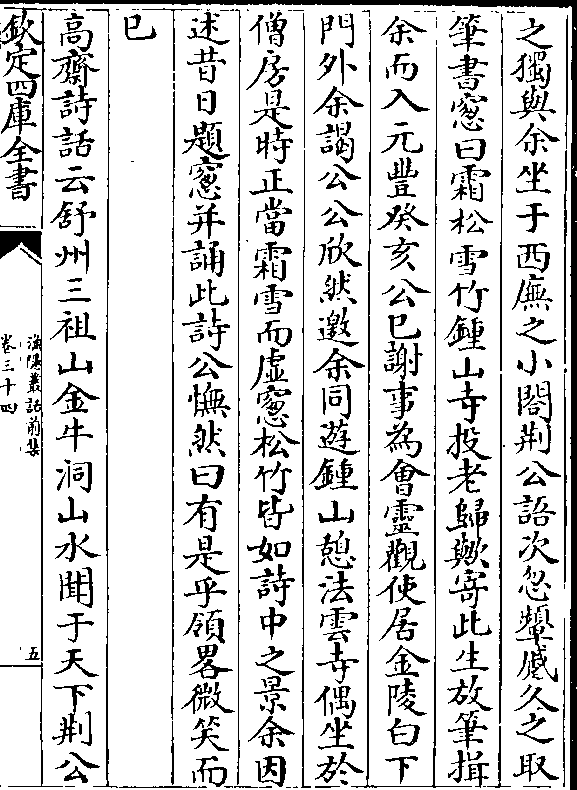 之獨與余坐于西廡之小閤荆公語次忽顰蹙久之取
筆書窻曰霜松雪竹鍾山寺投老歸歟寄此生放筆揖
余而入元豐癸亥公已謝事為會靈觀使居金陵白下
門外余謁公公欣然邀余同遊鍾山憩法雲寺偶坐於
僧房是時正當霜雪而虛窻松竹皆如詩中之景余因
述昔日題窻并誦此詩公憮然曰有是乎領畧微笑而
已
高齋詩話云舒州三祖山金牛洞山水聞于天下荆公
欽定四庫全書
漁隠叢話前集
卷三十四
五